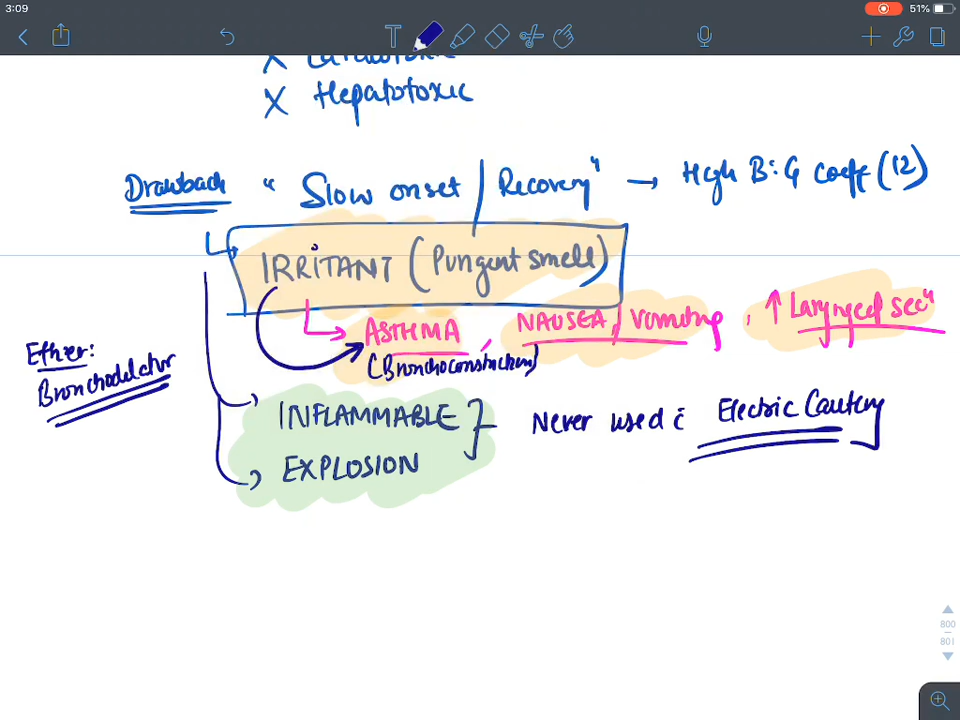 3:09
51%
T
X
X Hepatotoxic
Drawback " Slow onset / Recovery" → High B:G Coeff (12)
IRRITANT (Pungent smell)
ASTHMA, NAUSEA, Vomiting, ↑ Laryngeal secⁿ
(Bronchoconstriction)
Ether:
Bronchodilator
INFLAMMABLE
EXPLOSION
Never used c̄ Electric Cautery
800
801